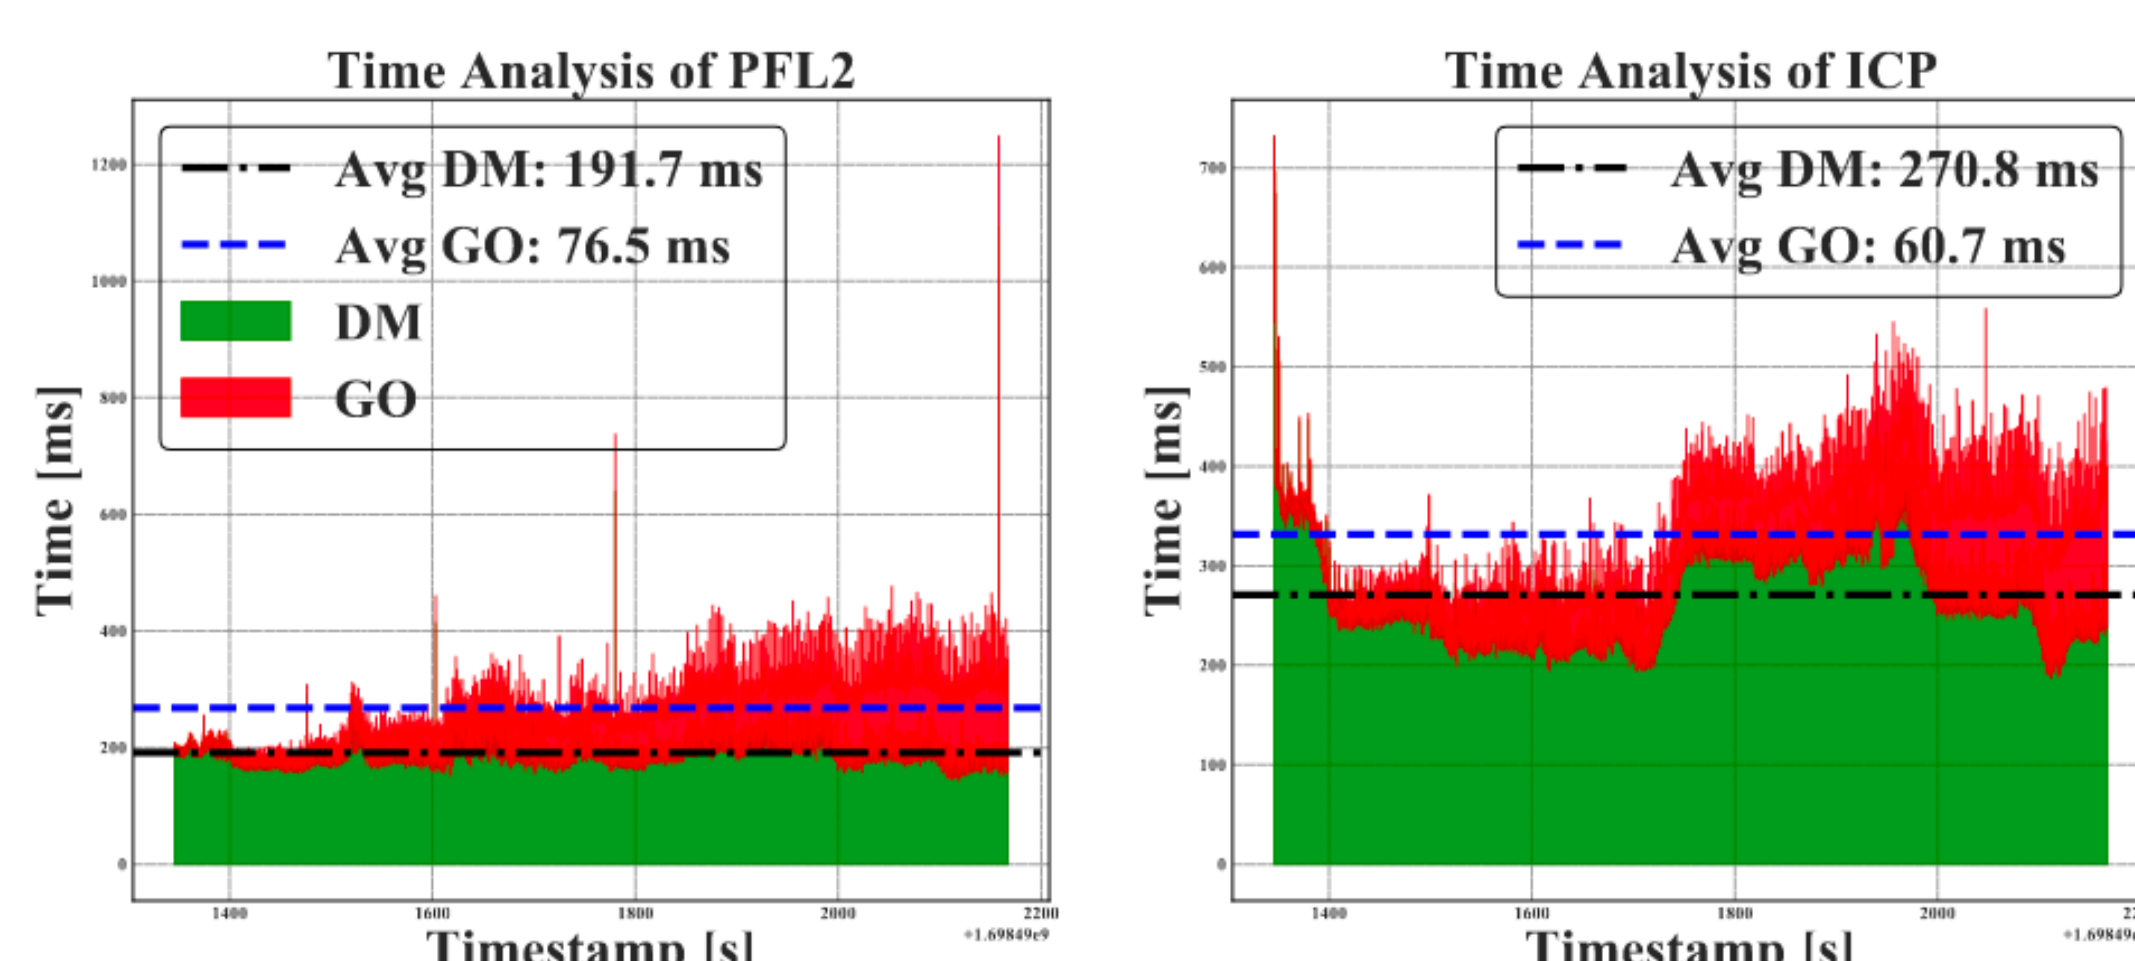 Time Analysis of PFL2
Avg DM: 191.7 ms
Avg GO: 76.5 ms
DM
GO
Time [ms]
1200
1000
800
600
400
200
0
1400 1600 1800 2000 2200
+1.69849e9
Timestamp [s]
Time Analysis of ICP
Avg DM: 270.8 ms
Avg GO: 60.7 ms
Time [ms]
700
600
500
400
300
200
100
0
1400 1600 1800 2000
+1.69849e
Timestamp [s]